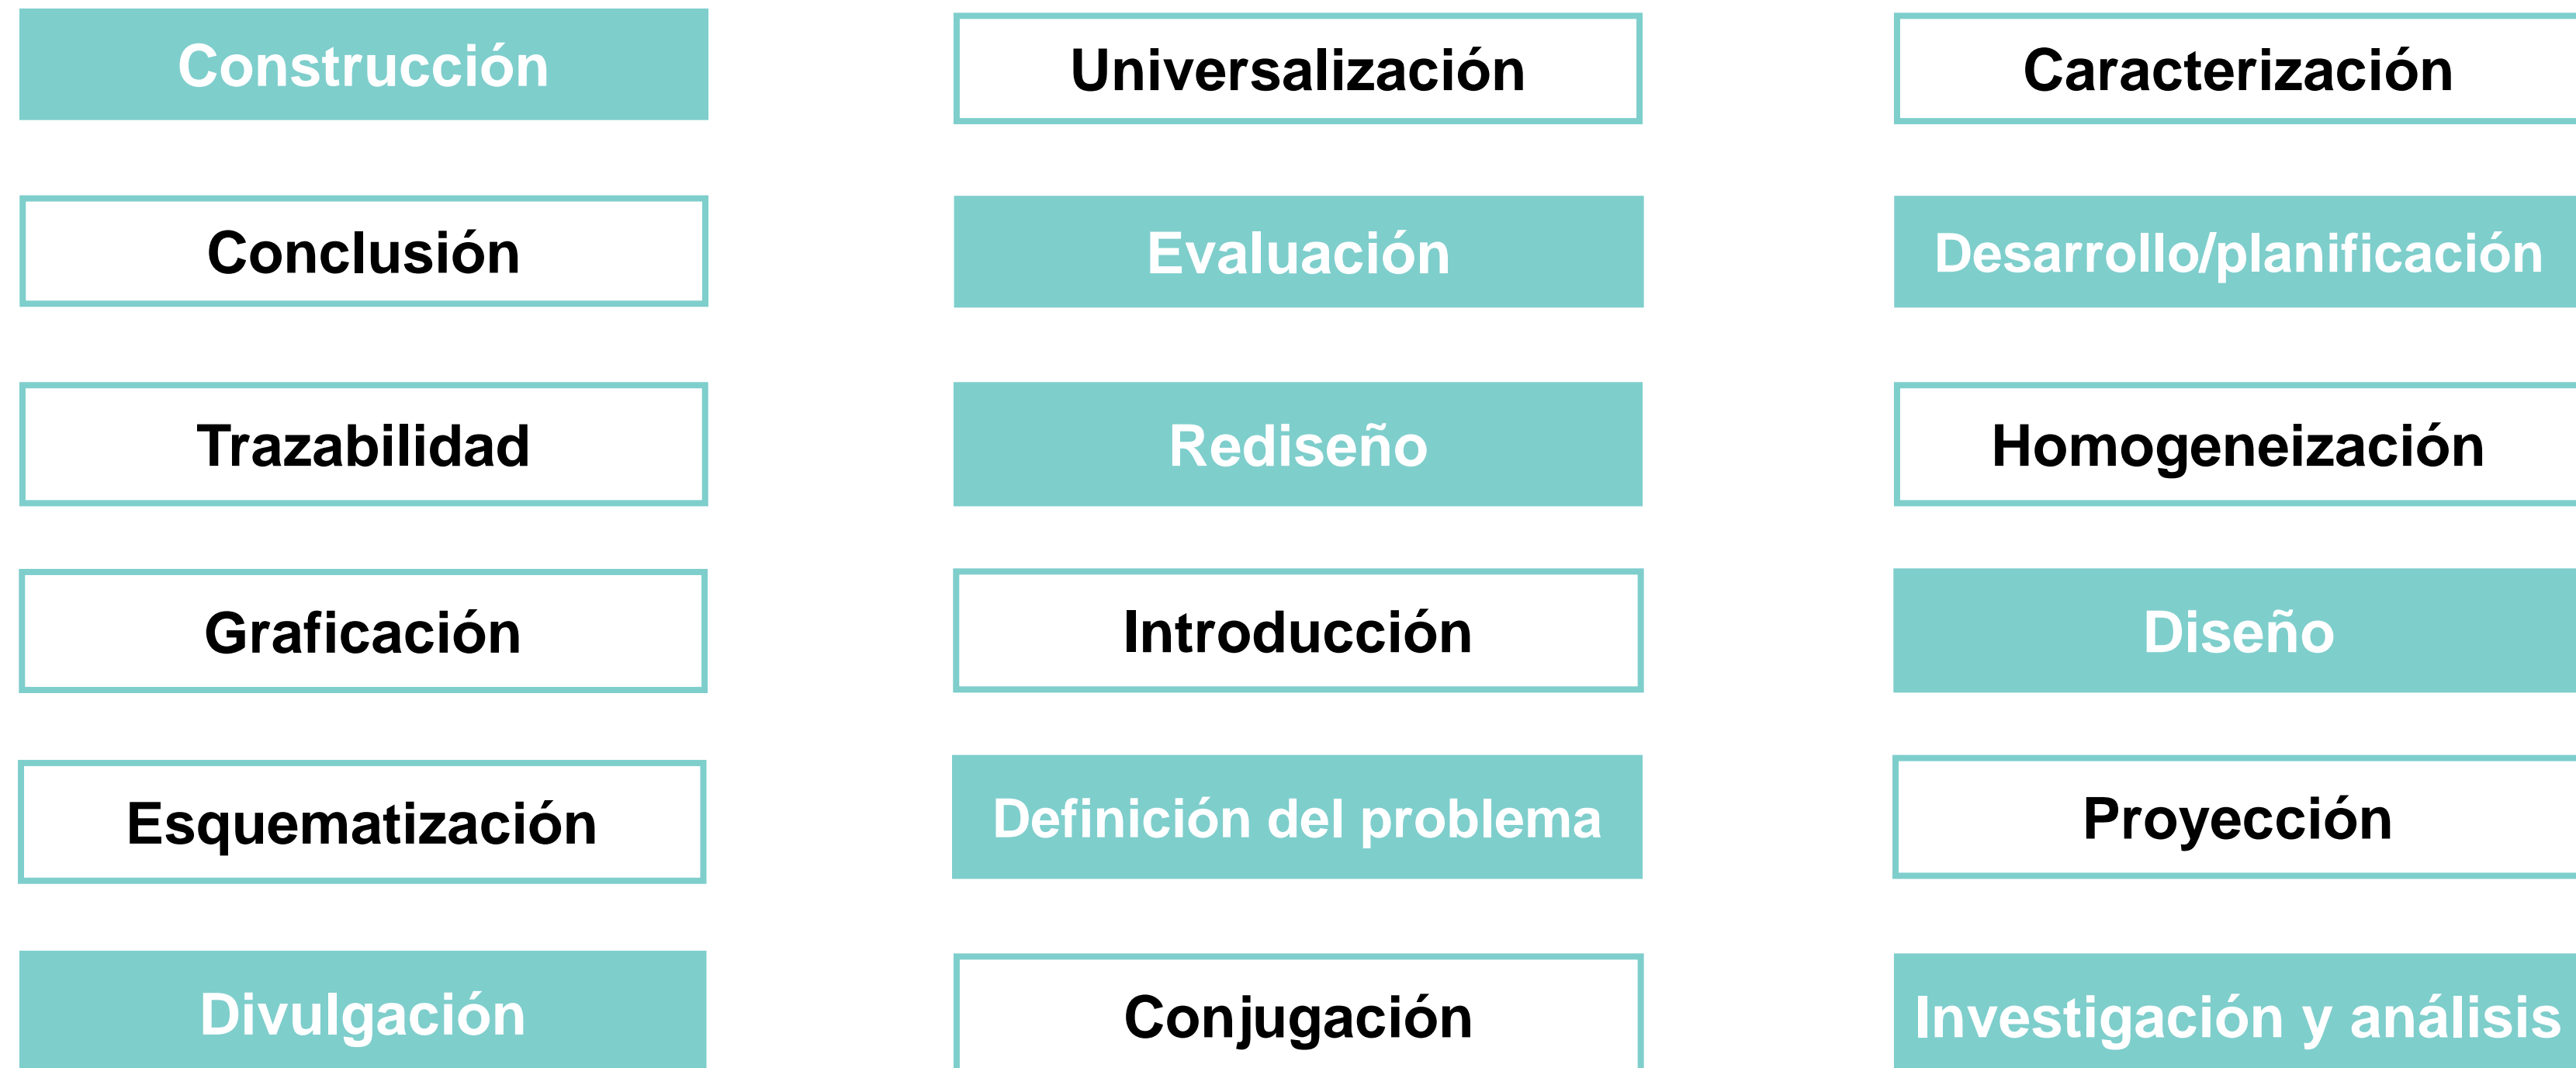 Construcción
Universalización
Caracterización
Conclusión
Evaluación
Desarrollo/planificación
Trazabilidad
Rediseño
Homogeneización
Graficación
Introducción
Diseño
Esquematización
Definición del problema
Proyección
Divulgación
Conjugación
Investigación y análisis